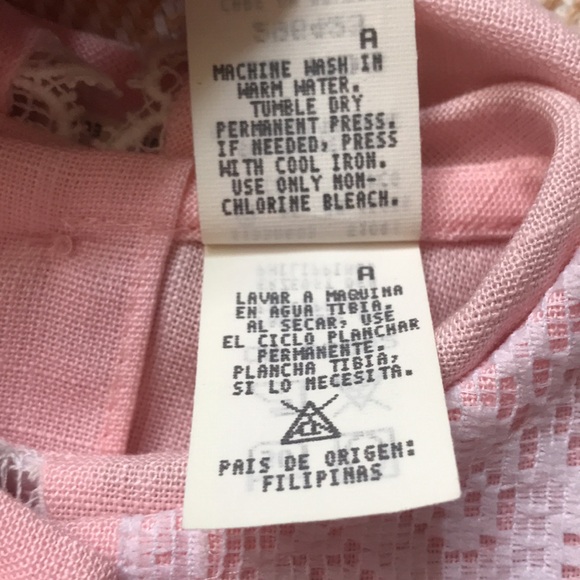 A
MACHINE WASH IN
WARM WATER.
TUMBLE DRY
PERMANENT PRESS.
IF NEEDED, PRESS
WITH COOL IRON.
USE ONLY NON-
CHLORINE BLEACH.
A
LAVAR A MAQUINA
EN AGUA TIBIA.
AL SECAR, USE
EL CICLO PLANCHAR
PERMANENTE.
PLANCHA TIBIA,
SI LO NECESITA.
CL
PAIS DE ORIGEN:
FILIPINAS